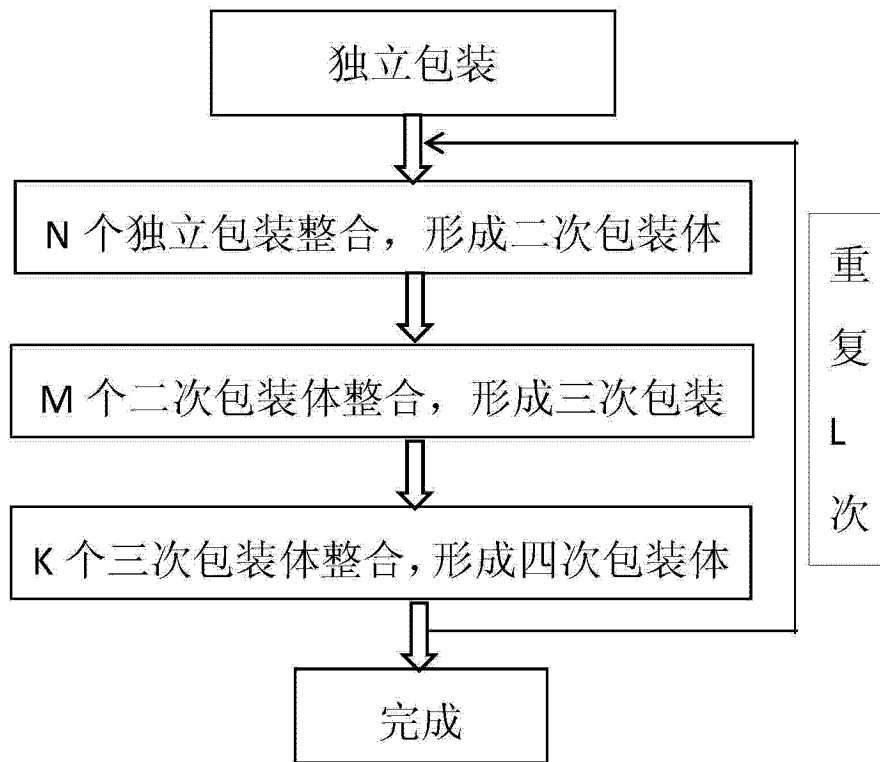 独立包装
N 个独立包装整合，形成二次包装体
M 个二次包装体整合，形成三次包装
K 个三次包装体整合，形成四次包装体
完成
重
复
L
次